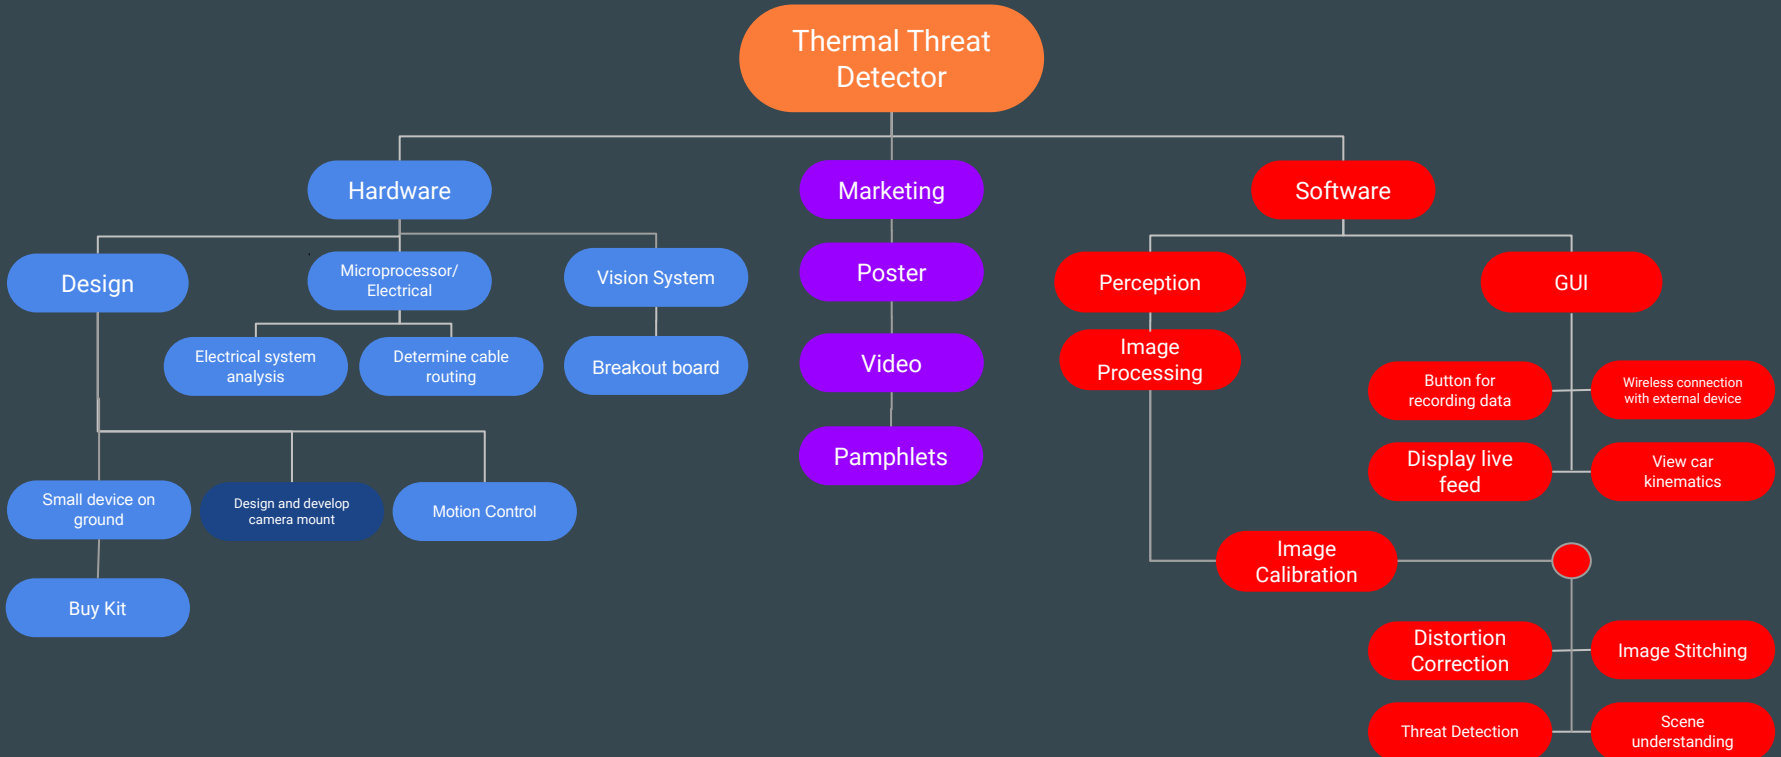 Thermal Threat
Detector
Hardware
Marketing
Software
Design
Microprocessor/
Electrical
Vision System
Poster
Perception
GUI
Electrical system
analysis
Determine cable
routing
Breakout board
Video
Image
Processing
Button for
recording data
Wireless connection
with external device
Pamphlets
Display live
feed
View car
kinematics
Small device on
ground
Design and develop
camera mount
Motion Control
Image
Calibration
Buy Kit
Distortion
Correction
Image Stitching
Threat Detection
Scene
understanding